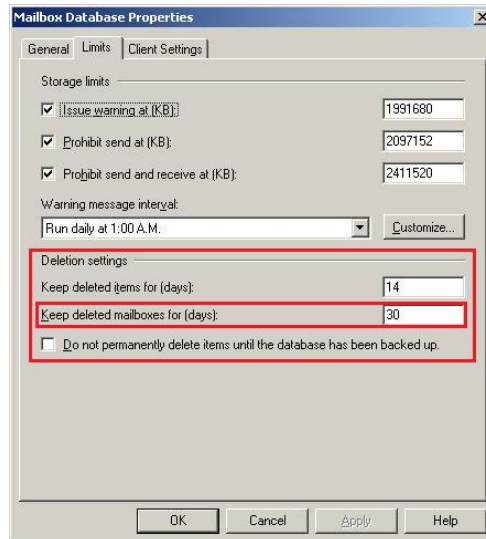 Mailbox Database Properties
General Limits Client Settings
Storage limits
Issue warning at (KB): 1991680
Prohibit send at (KB): 2097152
Prohibit send and receive at (KB): 2411520
Warning message interval:
Run daily at 1:00 A.M. Customize...
Deletion settings
Keep deleted items for (days): 14
Keep deleted mailboxes for (days): 30
Do not permanently delete items until the database has been backed up.
OK Cancel Apply Help